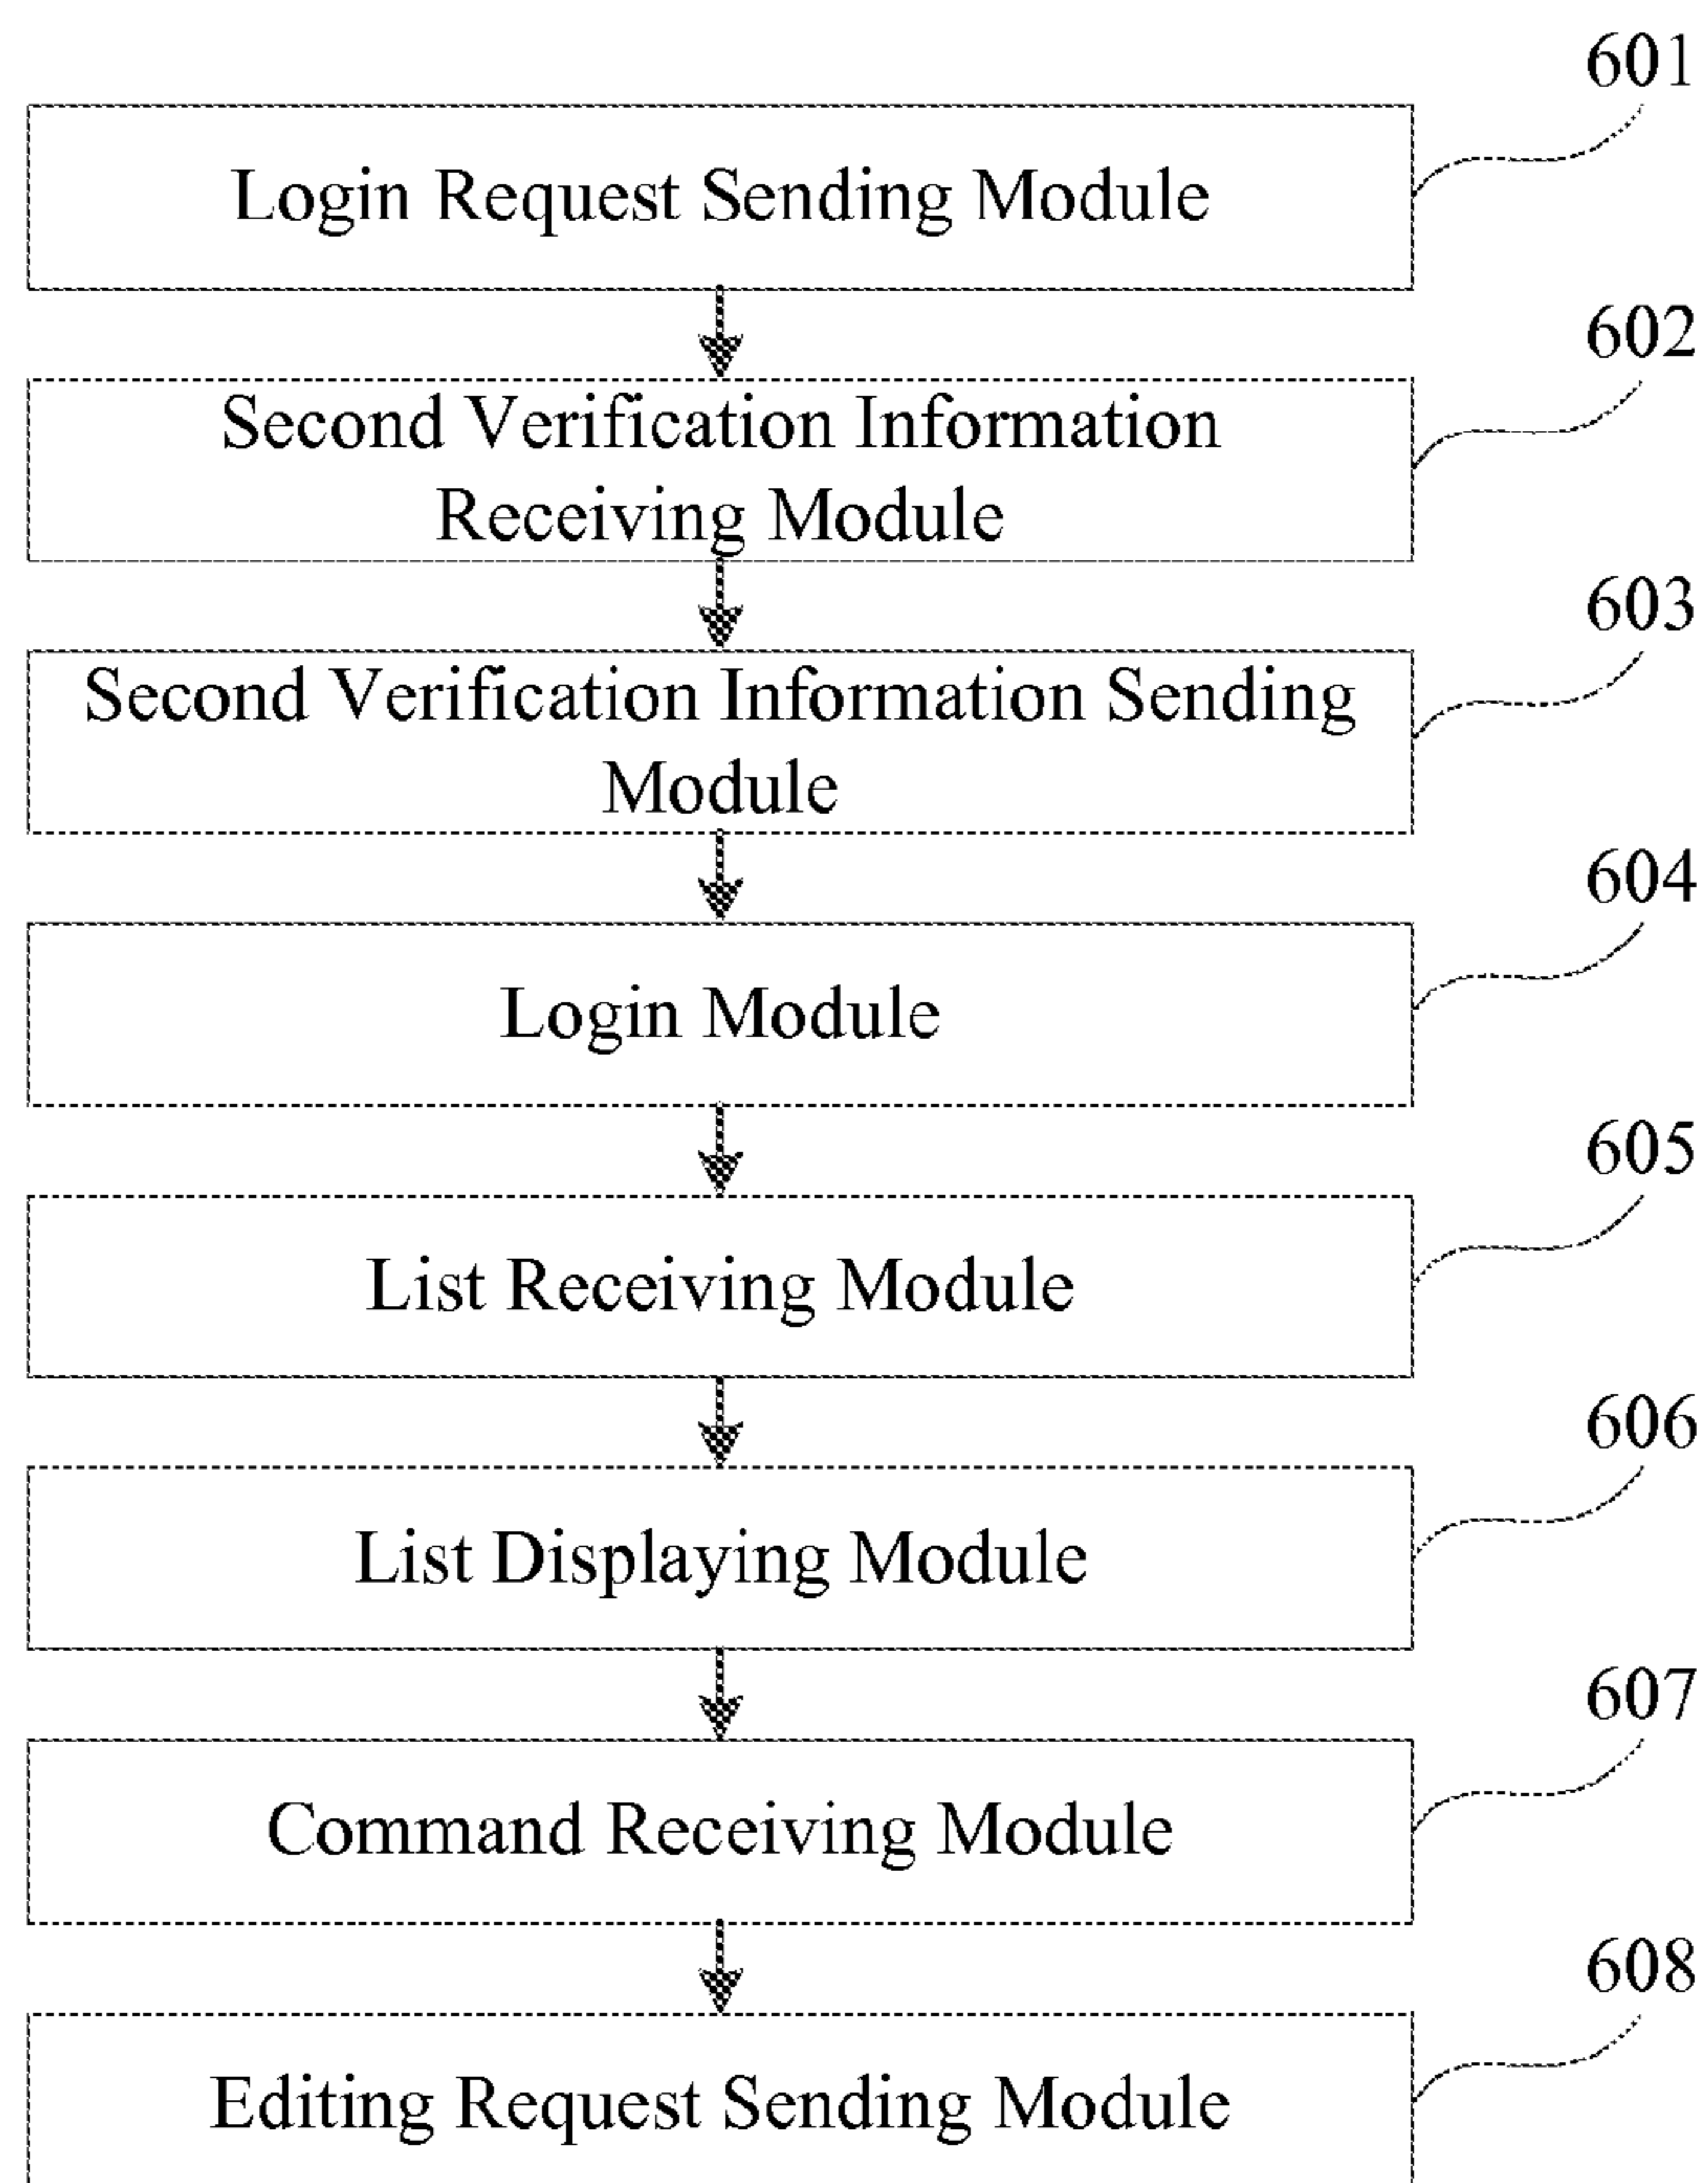 601
Login Request Sending Module
602
Second Verification Information
Receiving Module
603
Second Verification Information Sending
Module
604
Login Module
605
List Receiving Module
606
List Displaying Module
607
Command Receiving Module
608
Editing Request Sending Module